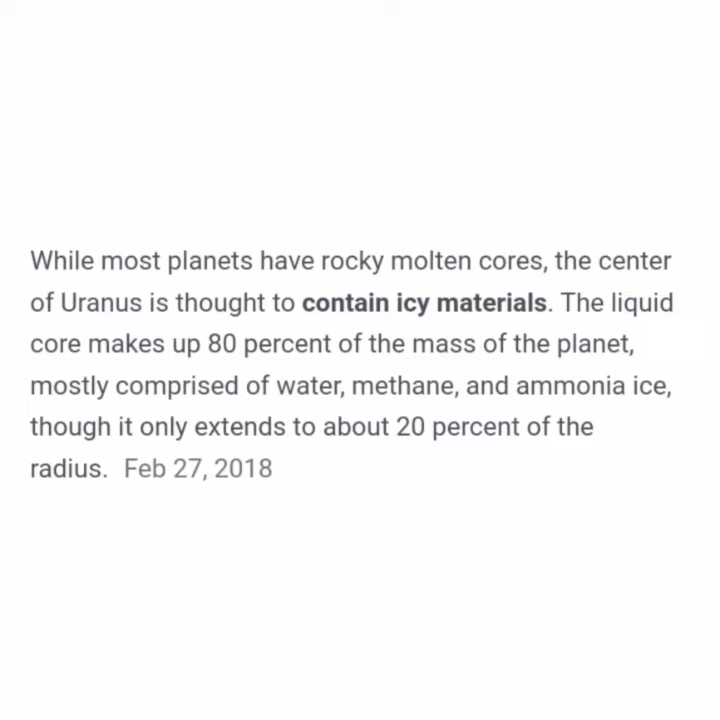 While most planets have rocky molten cores, the center
of Uranus is thought to contain icy materials. The liquid
core makes up 80 percent of the mass of the planet,
mostly comprised of water, methane, and ammonia ice,
though it only extends to about 20 percent of the
radius. Feb 27, 2018